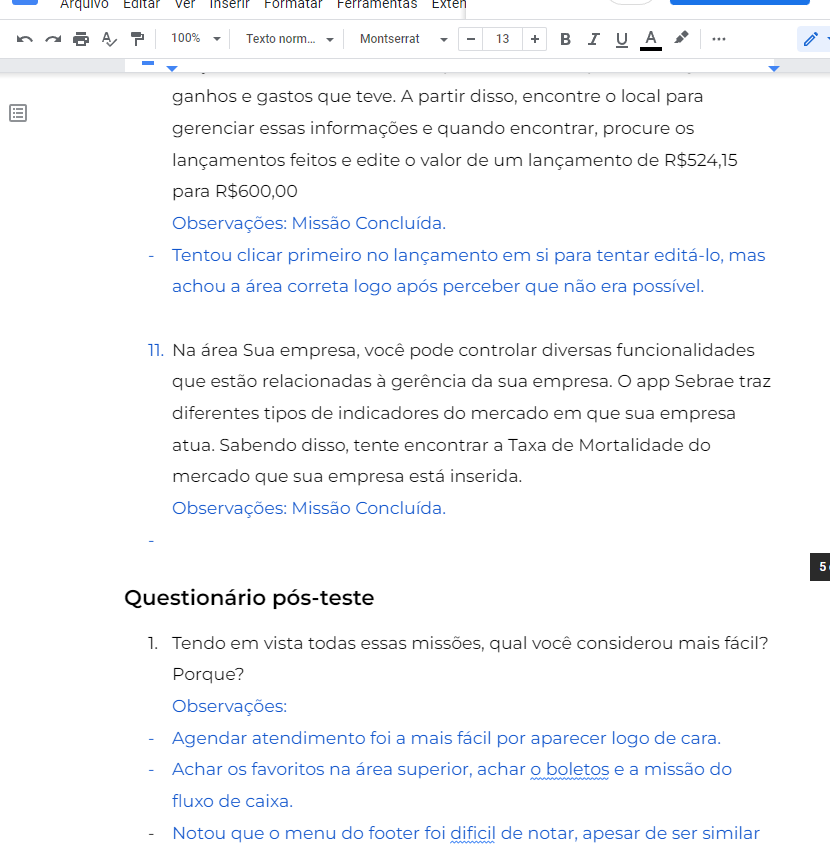 Arquivo Editar Ver Inserir Formatar Ferramentas Exten
100% Texto norm... Montserrat − 13 + B I U A
ganhos e gastos que teve. A partir disso, encontre o local para
gerenciar essas informações e quando encontrar, procure os
lançamentos feitos e edite o valor de um lançamento de R$524,15
para R$600,00
Observações: Missão Concluída.
- Tentou clicar primeiro no lançamento em si para tentar editá-lo, mas
achou a área correta logo após perceber que não era possível.
11. Na área Sua empresa, você pode controlar diversas funcionalidades
que estão relacionadas à gerência da sua empresa. O app Sebrae traz
diferentes tipos de indicadores do mercado em que sua empresa
atua. Sabendo disso, tente encontrar a Taxa de Mortalidade do
mercado que sua empresa está inserida.
Observações: Missão Concluída.
-
5
Questionário pós-teste
1. Tendo em vista todas essas missões, qual você considerou mais fácil?
Porque?
Observações:
- Agendar atendimento foi a mais fácil por aparecer logo de cara.
- Achar os favoritos na área superior, achar o boletos e a missão do
fluxo de caixa.
- Notou que o menu do footer foi dificil de notar, apesar de ser similar